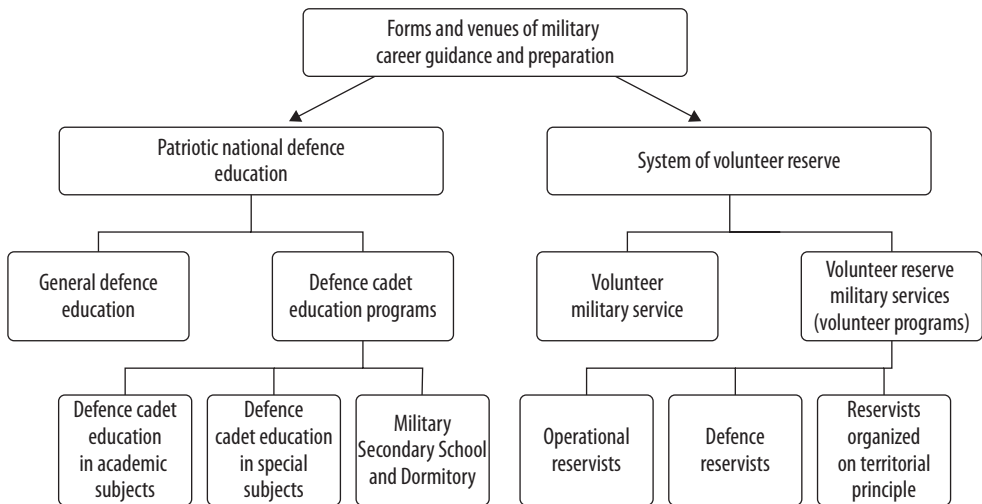 Forms and venues of military
career guidance and preparation
Patriotic national defence
education
System of volunteer reserve
General defence
education
Defence cadet
education programs
Volunteer
military service
Volunteer reserve
military services
(volunteer programs)
Defence cadet
education
in academic
subjects
Defence
cadet education
in special
subjects
Military
Secondary School
and Dormitory
Operational
reservists
Defence
reservists
Reservists
organized
on territorial
principle